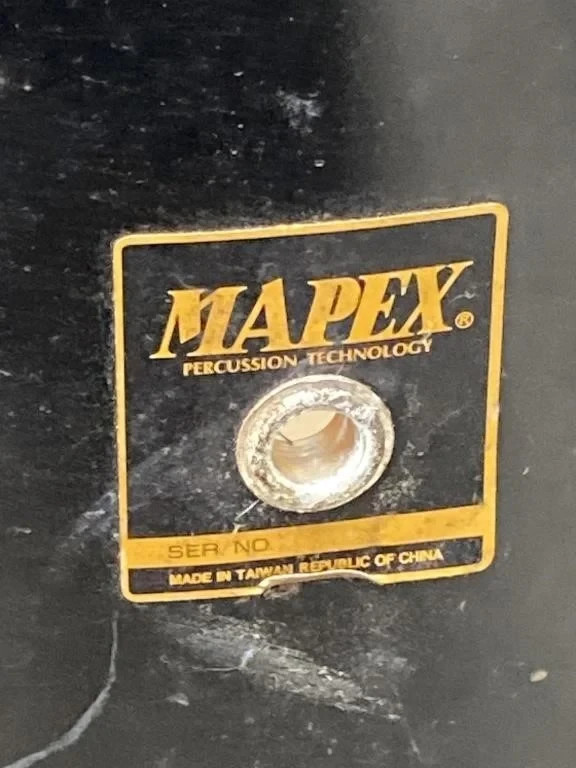 MAPEX®
PERCUSSION TECHNOLOGY
SER NO.
MADE IN TAIWAN REPUBLIC OF CHINA